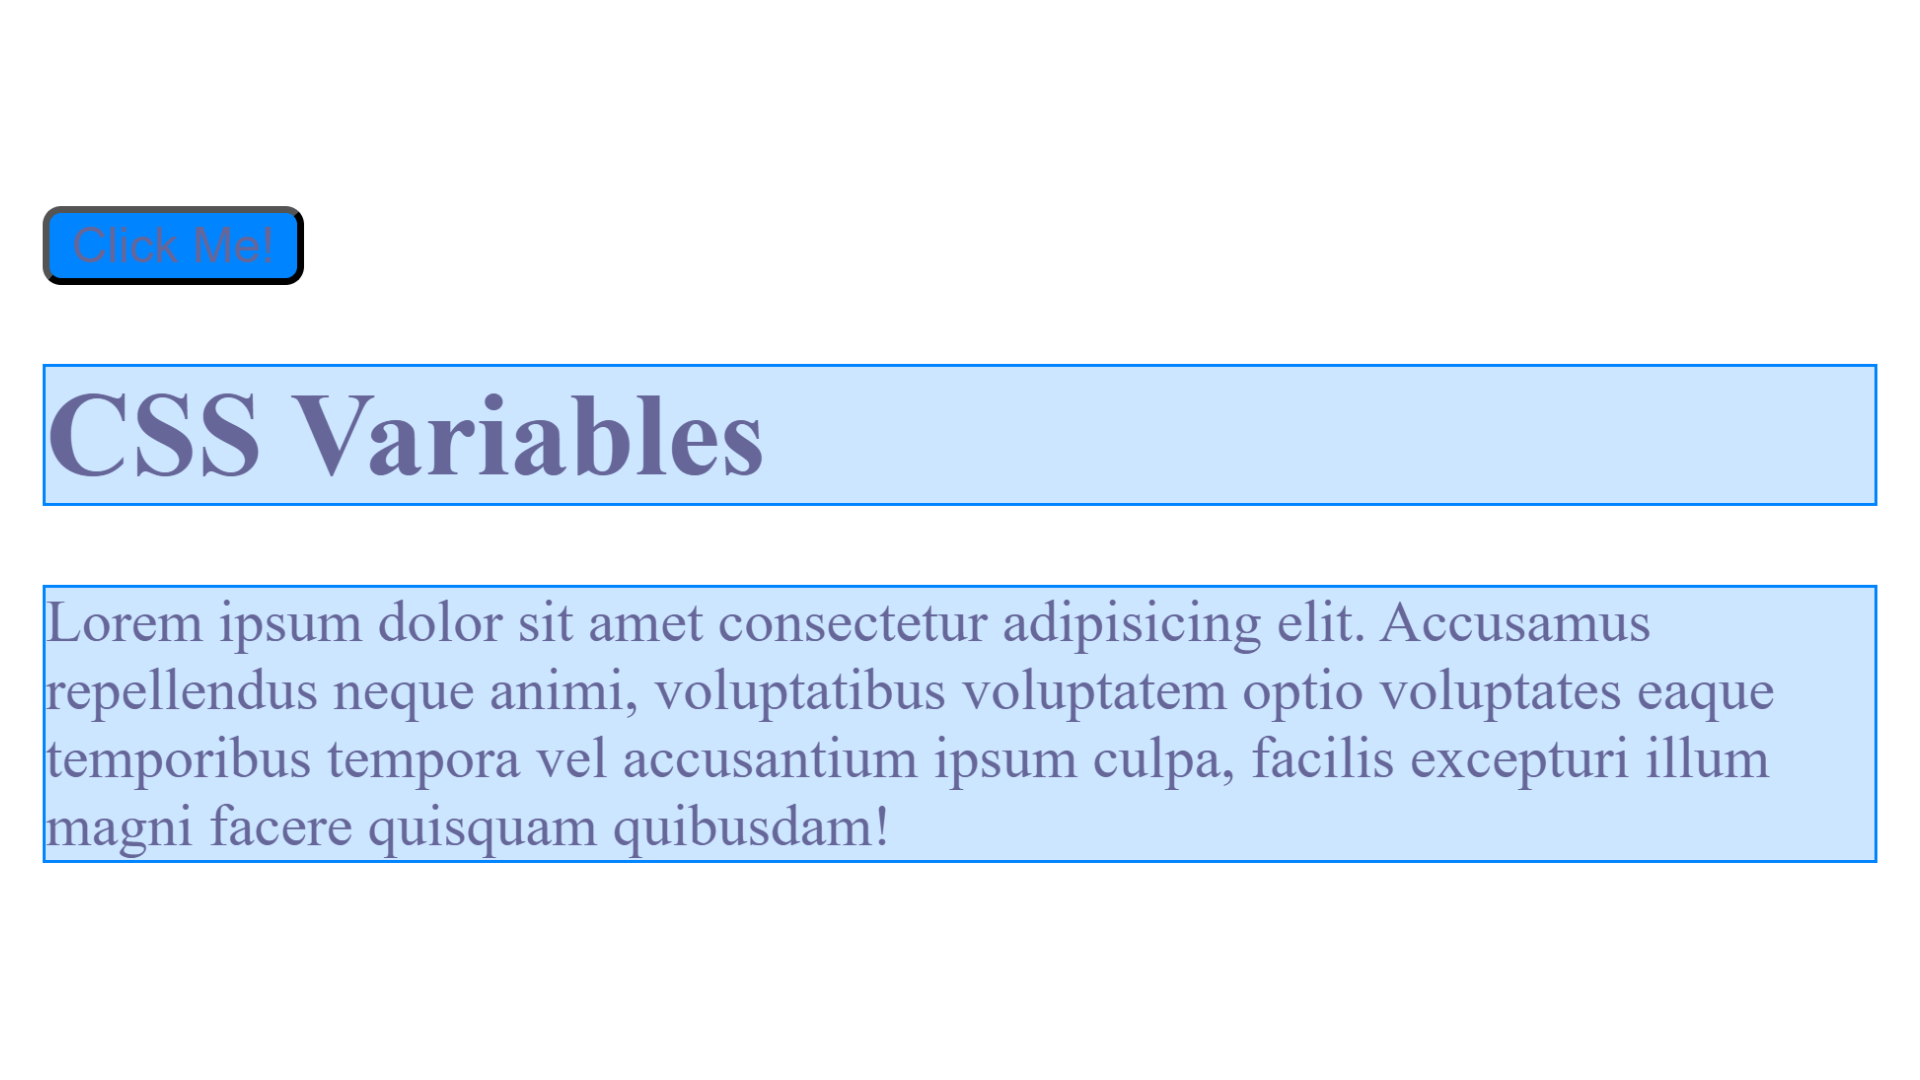 Click Me!
CSS Variables
Lorem ipsum dolor sit amet consectetur adipisicing elit. Accusamus
repellendus neque animi, voluptatibus voluptatem optio voluptates eaque
temporibus tempora vel accusantium ipsum culpa, facilis excepturi illum
magni facere quisquam quibusdam!